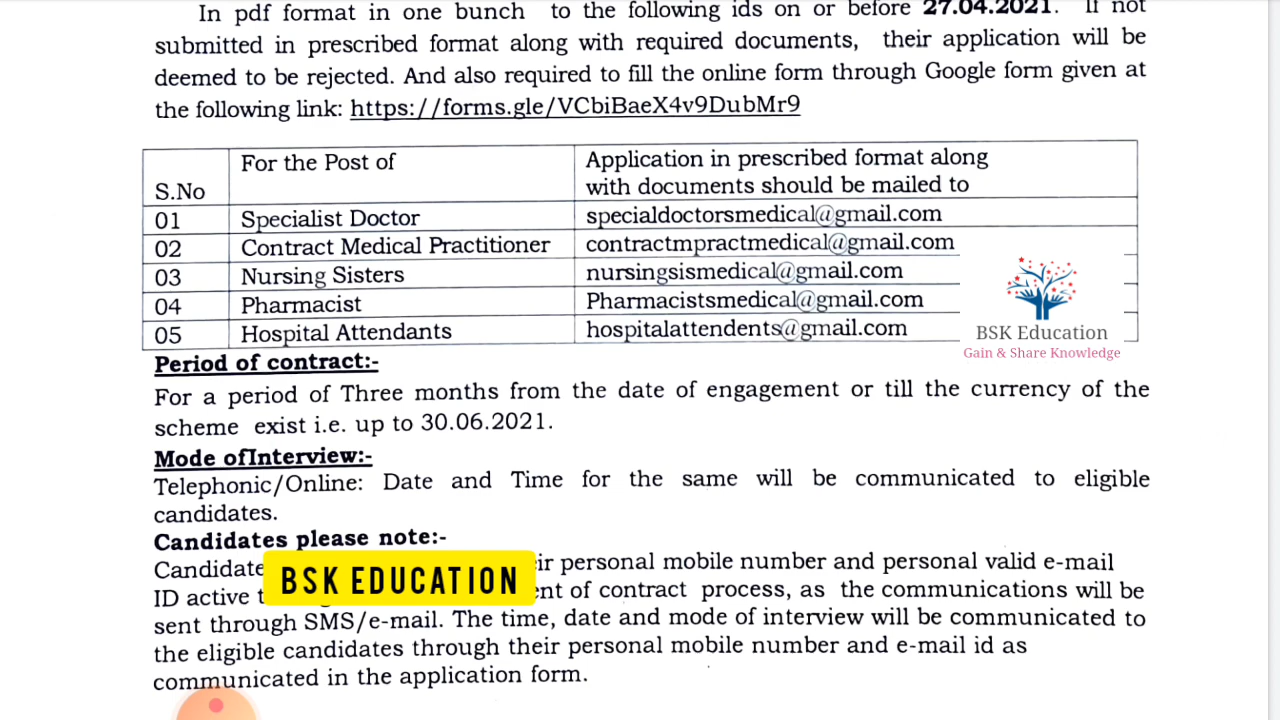 In pdf format in one bunch to the following ids on or before 27.04.2021. If not
submitted in prescribed format along with required documents, their application will be
deemed to be rejected. And also required to fill the online form through Google form given at
the following link: https://forms.gle/VCbiBaeX4v9DubMr9
S.No For the Post of Application in prescribed format along
with documents should be mailed to
01 Specialist Doctor specialdoctorsmedical@gmail.com
02 Contract Medical Practitioner contractmpractmedical@gmail.com
03 Nursing Sisters nursingsismedical@gmail.com
04 Pharmacist Pharmacistsmedical@gmail.com
05 Hospital Attendants hospitalattendents@gmail.com
BSK Education
Gain & Share Knowledge
Period of contract:-
For a period of Three months from the date of engagement or till the currency of the
scheme exist i.e. up to 30.06.2021.
Mode ofInterview:-
Telephonic/Online: Date and Time for the same will be communicated to eligible
candidates.
Candidates please note:-
Candidate personal mobile number and personal valid e-mail
BSK EDUCATION
ID active of contract process, as the communications will be
sent through SMS/e-mail. The time, date and mode of interview will be communicated to
the eligible candidates through their personal mobile number and e-mail id as
communicated in the application form.